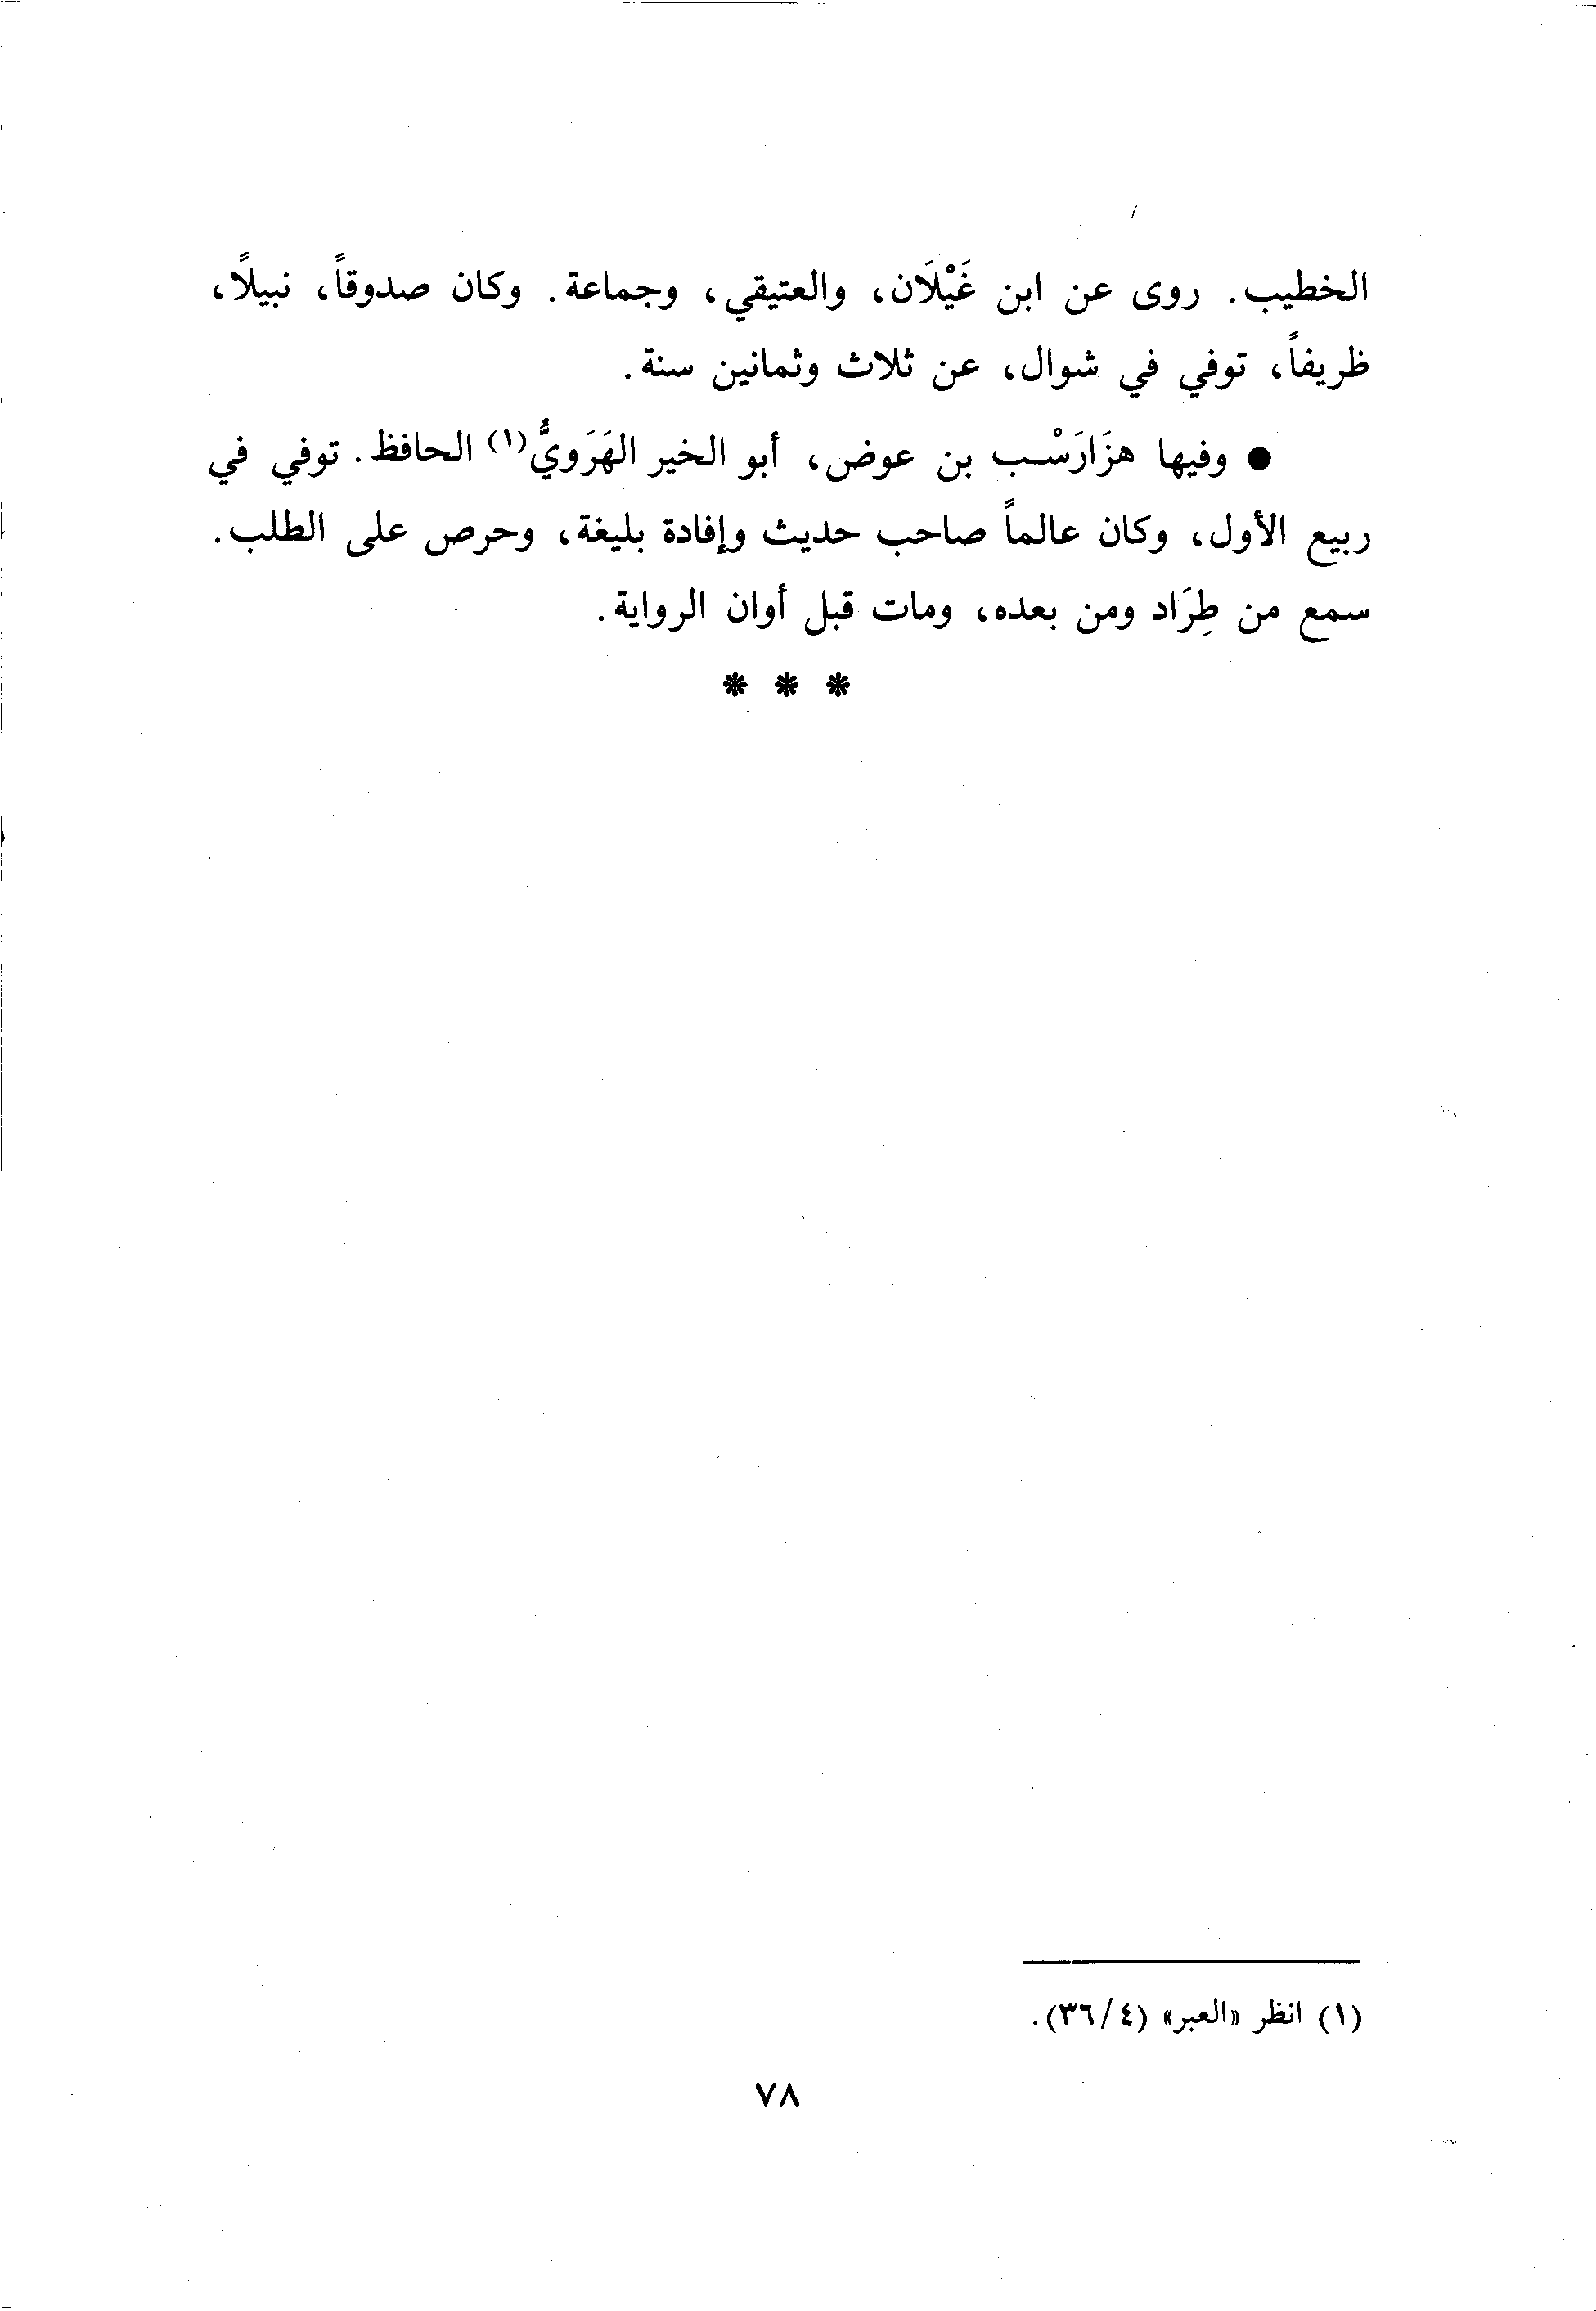 الخطيب. روى عن ابن غَيْلَان، والعتيقي، وجماعة. وكان صدوقاً، نبيلاً،
ظريفاً، توفي في شوال، عن ثلاث وثمانين سنة.
● وفيها هزَارَسْب بن عوض، أبو الخير الهَرَويُّ(١) الحافظ. توفي في
ربيع الأول، وكان عالماً صاحب حديث وإفادة بليغة، وحرص على الطلب.
سمع من طِرَاد ومن بعده، ومات قبل أوان الرواية.
* * *
(١) انظر «العبر» (٤/٣٦).
٧٨